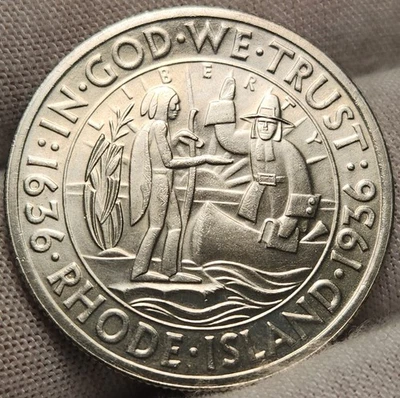 1636 : IN · GOD · WE · TRUST : 1936
· RHODE · ISLAND ·
LIBERTY